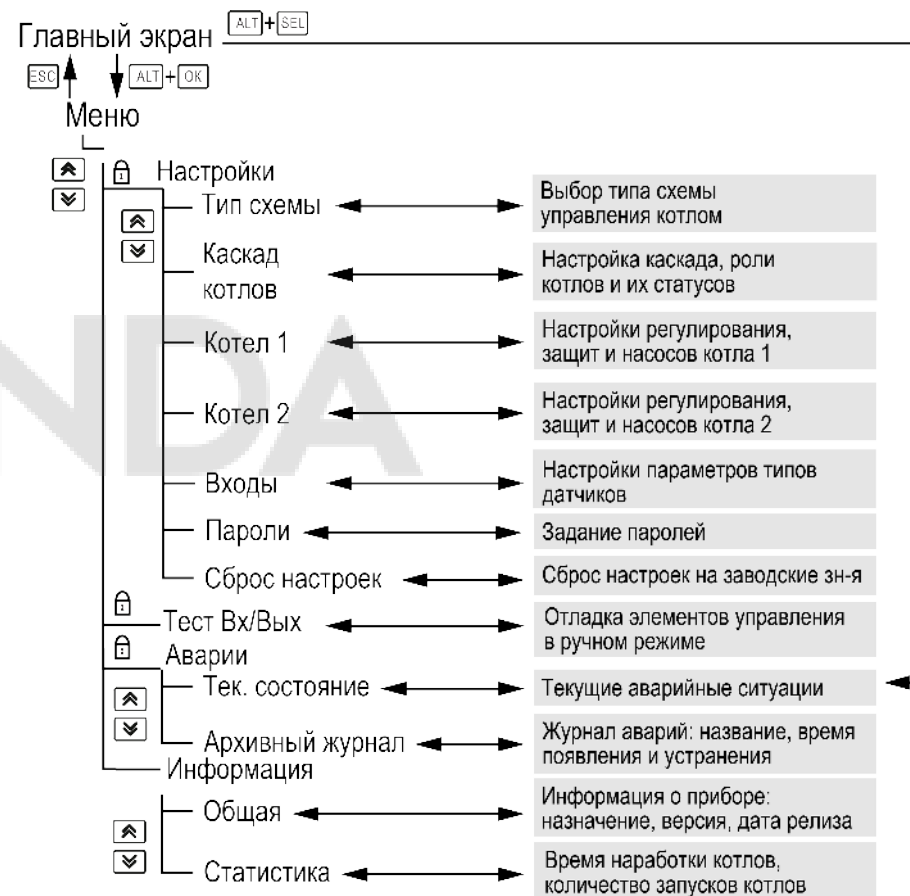 Главный экран ALT+SEL
ESC ALT+OK
Меню
Настройки
Тип схемы
Выбор типа схемы
управления котлом
Каскад
котлов
Настройка каскада, роли
котлов и их статусов
Котел 1
Настройки регулирования,
защит и насосов котла 1
Котел 2
Настройки регулирования,
защит и насосов котла 2
Входы
Настройки параметров типов
датчиков
Пароли
Задание паролей
Сброс настроек
Сброс настроек на заводские зн-я
Тест Вх/Вых
Отладка элементов управления
в ручном режиме
Аварии
Тек. состояние
Текущие аварийные ситуации
Архивный журнал
Журнал аварий: название, время
появления и устранения
Информация
Общая
Информация о приборе:
назначение, версия, дата релиза
Статистика
Время наработки котлов,
количество запусков котлов
NDA